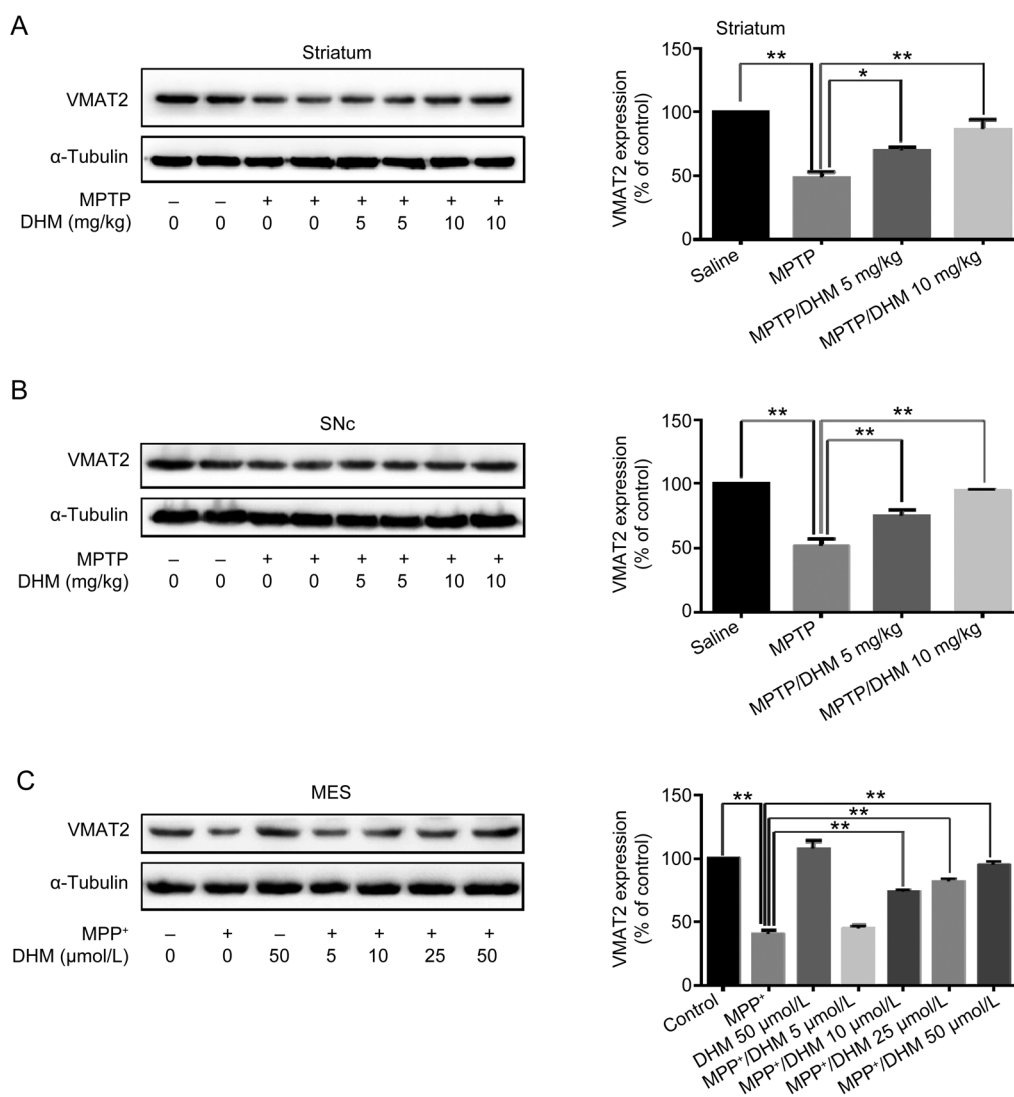 A
Striatum
VMAT2
α-Tubulin
MPTP – – + + + + + +
DHM (mg/kg) 0 0 0 0 5 5 10 10
Striatum
VMAT2 expression
(% of control)
150
100
50
0
** * **
Saline
MPTP
MPTP/DHM 5 mg/kg
MPTP/DHM 10 mg/kg
B
SNc
VMAT2
α-Tubulin
MPTP – – + + + + + +
DHM (mg/kg) 0 0 0 0 5 5 10 10
VMAT2 expression
(% of control)
150
100
50
0
** ** **
Saline
MPTP
MPTP/DHM 5 mg/kg
MPTP/DHM 10 mg/kg
C
MES
VMAT2
α-Tubulin
MPP⁺ – + – + + + +
DHM (μmol/L) 0 0 50 5 10 25 50
VMAT2 expression
(% of control)
150
100
50
0
** ** ** **
Control
MPP⁺
DHM 50 μmol/L
MPP⁺/DHM 5 μmol/L
MPP⁺/DHM 10 μmol/L
MPP⁺/DHM 25 μmol/L
MPP⁺/DHM 50 μmol/L